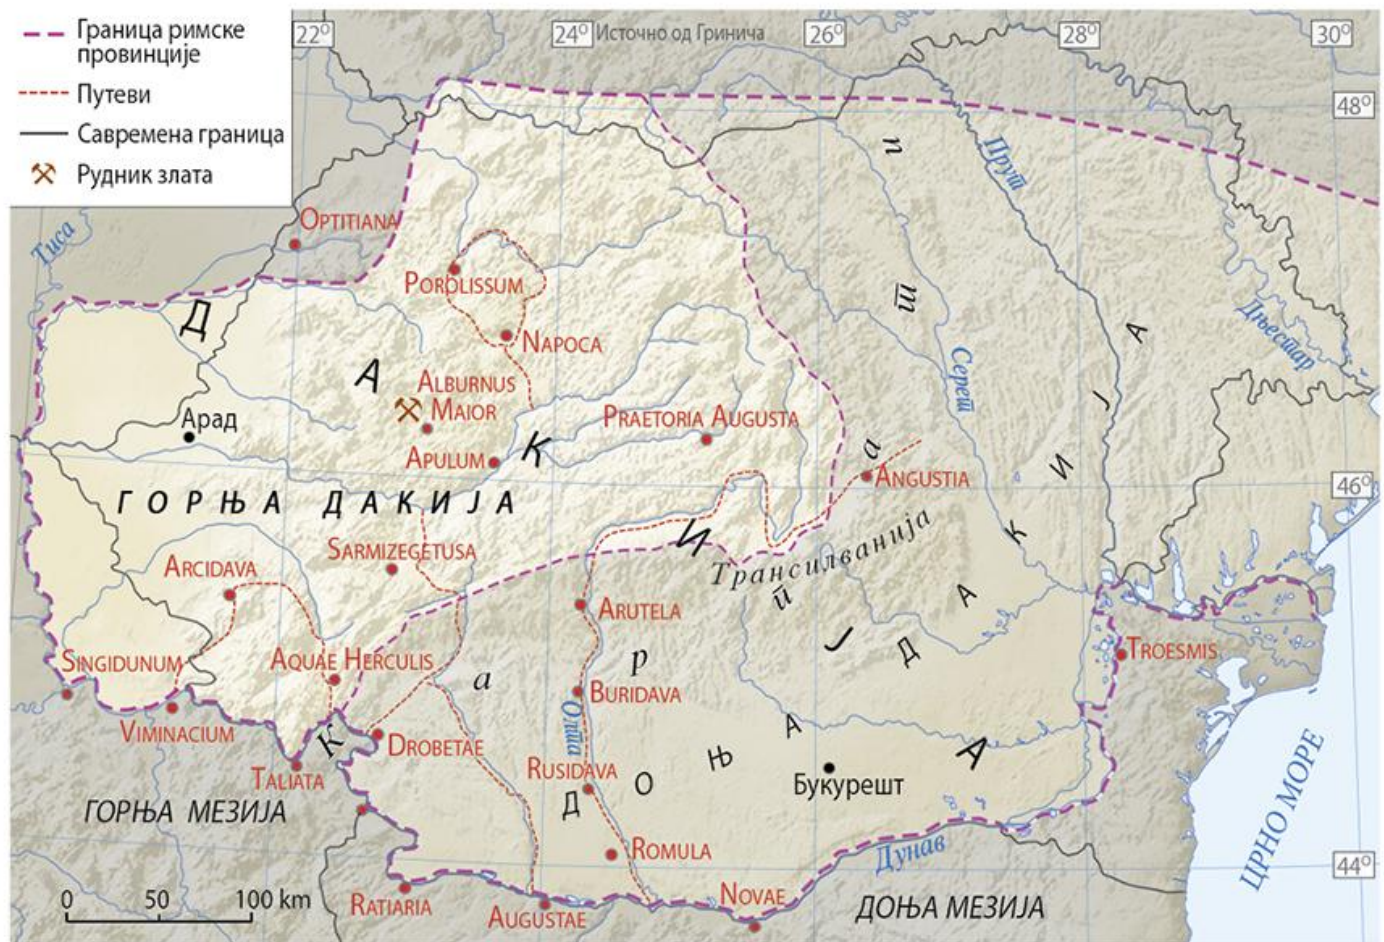 Граница римске
провинције
Путеви
Савремена граница
Рудник злата
22°
24°
Источно од Гринича
26°
28°
30°
48°
Тиса
OPTITIANA
Прут
POROLISSUM
NAPOCA
ALBURNUS
MAIOR
Дњестар
Серет
Арад
PRAETORIA AUGUSTA
APULUM
ANGUSTIA
46°
ГОРЊА ДАКИЈА
SARMIZEGETUSA
Трансилванија
ARCIDAVA
ARUTELA
SINGIDUNUM
AQUAE HERCULIS
TROESMIS
BURIDAVA
VIMINACIUM
DROBETAE
Олта
TALIATA
RUSIDAVA
Букурешт
ГОРЊА МЕЗИЈА
ДОЊА ДАКИЈА
ДАКИЈА
Карпати
ЦРНО МОРЕ
ROMULA
Дунав
44°
0 50 100 km
RATIARIA
AUGUSTAE
NOVAE
ДОЊА МЕЗИЈА